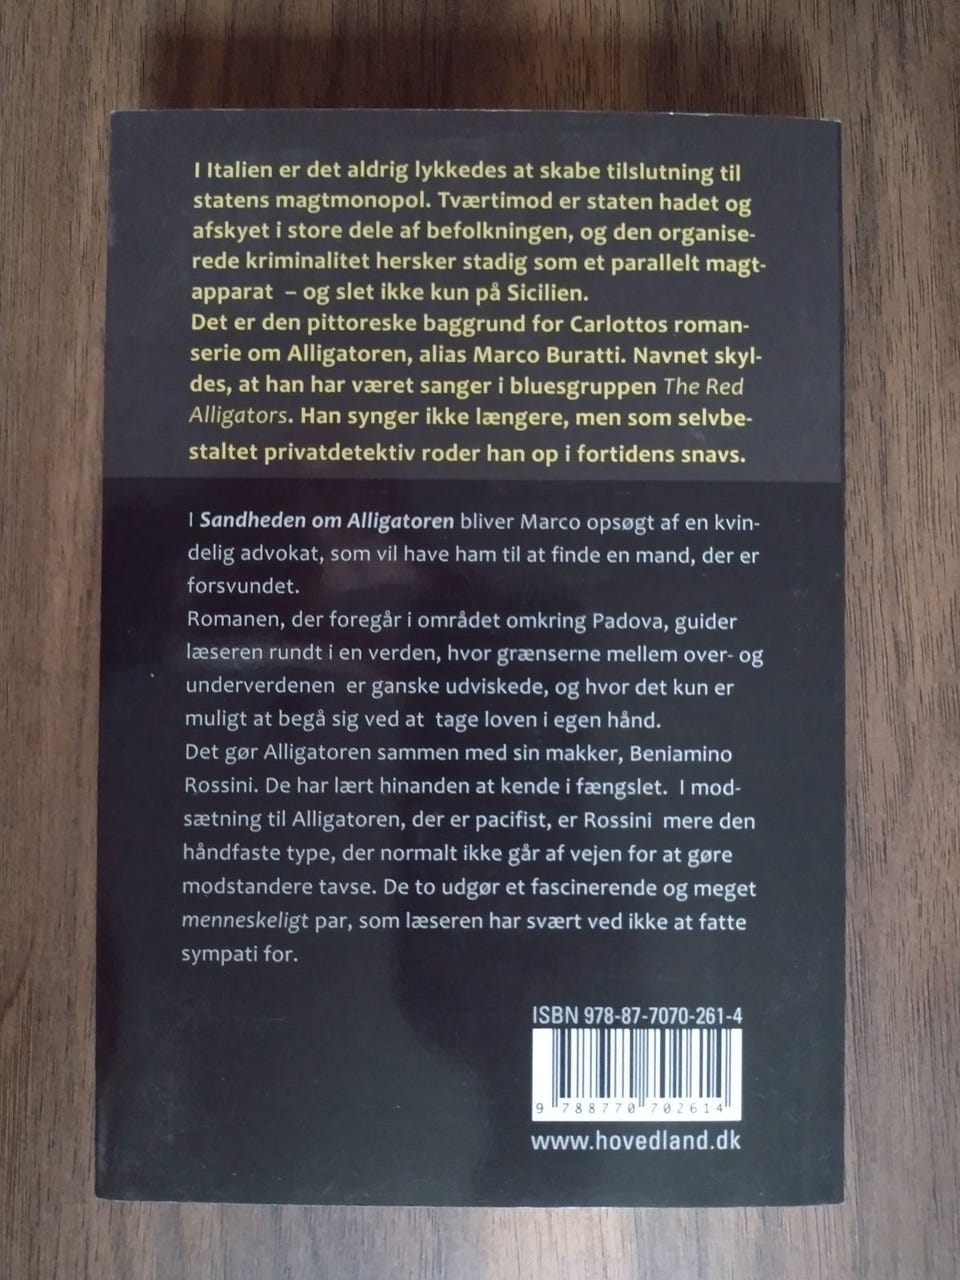 I Italien er det aldrig lykkedes at skabe tilslutning til
statens magtmonopol. Tværtimod er staten hadet og
afskyet i store dele af befolkningen, og den organise-
rede kriminalitet hersker stadig som et parallelt magt-
apparat – og slet ikke kun på Sicilien.
Det er den pittoreske baggrund for Carlottos roman-
serie om Alligatoren, alias Marco Buratti. Navnet skyl-
des, at han har været sanger i bluesgruppen The Red
Alligators. Han synger ikke længere, men som selvbe-
staltet privatdetektiv roder han op i fortidens snavs.
I Sandheden om Alligatoren bliver Marco opsøgt af en kvin-
delig advokat, som vil have ham til at finde en mand, der er
forsvundet.
Romanen, der foregår i området omkring Padova, guider
læseren rundt i en verden, hvor grænserne mellem over- og
underverdenen er ganske udviskede, og hvor det kun er
muligt at begå sig ved at tage loven i egen hånd.
Det gør Alligatoren sammen med sin makker, Beniamino
Rossini. De har lært hinanden at kende i fængslet. I mod-
sætning til Alligatoren, der er pacifist, er Rossini mere den
håndfaste type, der normalt ikke går af vejen for at gøre
modstandere tavse. De to udgør et fascinerende og meget
menneskeligt par, som læseren har svært ved ikke at fatte
sympati for.
ISBN 978-87-7070-261-4
9 788770 702614
www.hovedland.dk